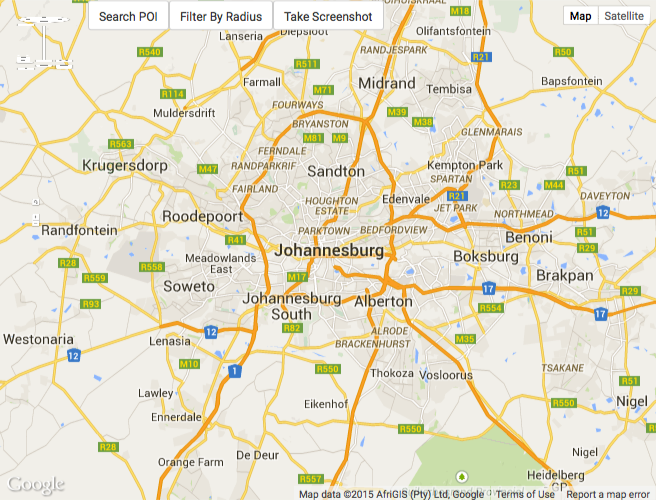 Search POI
Filter By Radius
Take Screenshot
Map
Satellite
M18
Olifantsfontein
Diepsloot
Lanseria
R540
R511
RANDJESPARK
R21
R50
Farmall
Midrand
Tembisa
Bapsfontein
M71
R114
FOURWAYS
Muldersdrift
M39
BRYANSTON
M38
GLENMARAIS
M81
M9
R563
FERNDALE
Krugersdorp
M47
RANDPARKRIF
Sandton
Kempton Park
R51
SPARTAN
R23
M44
FAIRLAND
R21
DAVEYTON
HOUGHTON
ESTATE
Edenvale
JET PARK
NORTHMEAD
12
Roodepoort
Randfontein
PARKTOWN
BEDFORDVIEW
R51
R41
Benoni
Johannesburg
R29
Meadowlands
East
Boksburg
R28
R558
R559
M17
Brakpan
Soweto
17
R29
Johannesburg
South
Alberton
R93
R554
17
R82
12
ALRODE
Westonaria
Lenasia
BRACKENHURST
M35
12
M10
1
R550
Thokoza
Vosloorus
TSAKANE
R51
Lawley
Eikenhof
R550
Nigel
Ennerdale
R550
R28
De Deur
Nigel
Orange Farm
R557
Heidelberg
GP
Google
Map data ©2015 AfriGIS (Pty) Ltd, Google
Terms of Use
Report a map error